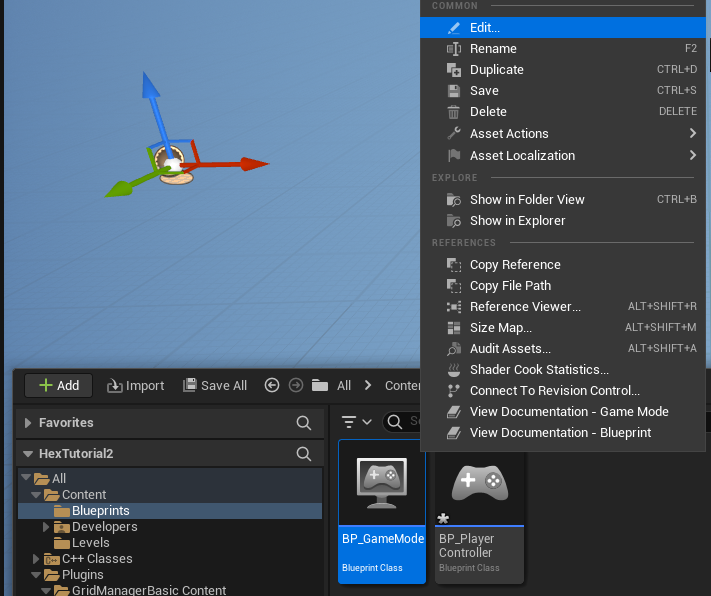 COMMON
Edit...
Rename F2
Duplicate CTRL+D
Save CTRL+S
Delete DELETE
Asset Actions
Asset Localization
EXPLORE
Show in Folder View CTRL+B
Show in Explorer
REFERENCES
Copy Reference
Copy File Path
Reference Viewer... ALT+SHIFT+R
Size Map... ALT+SHIFT+M
Audit Assets... ALT+SHIFT+A
Shader Cook Statistics...
Connect To Revision Control...
View Documentation - Game Mode
View Documentation - Blueprint
Add Import Save All All Conten
Favorites
HexTutorial2
All
Content
Blueprints
Developers
Levels
C++ Classes
Plugins
GridManagerBasic Content
BP_GameMode
Blueprint Class
BP_Player
Controller
Blueprint Class